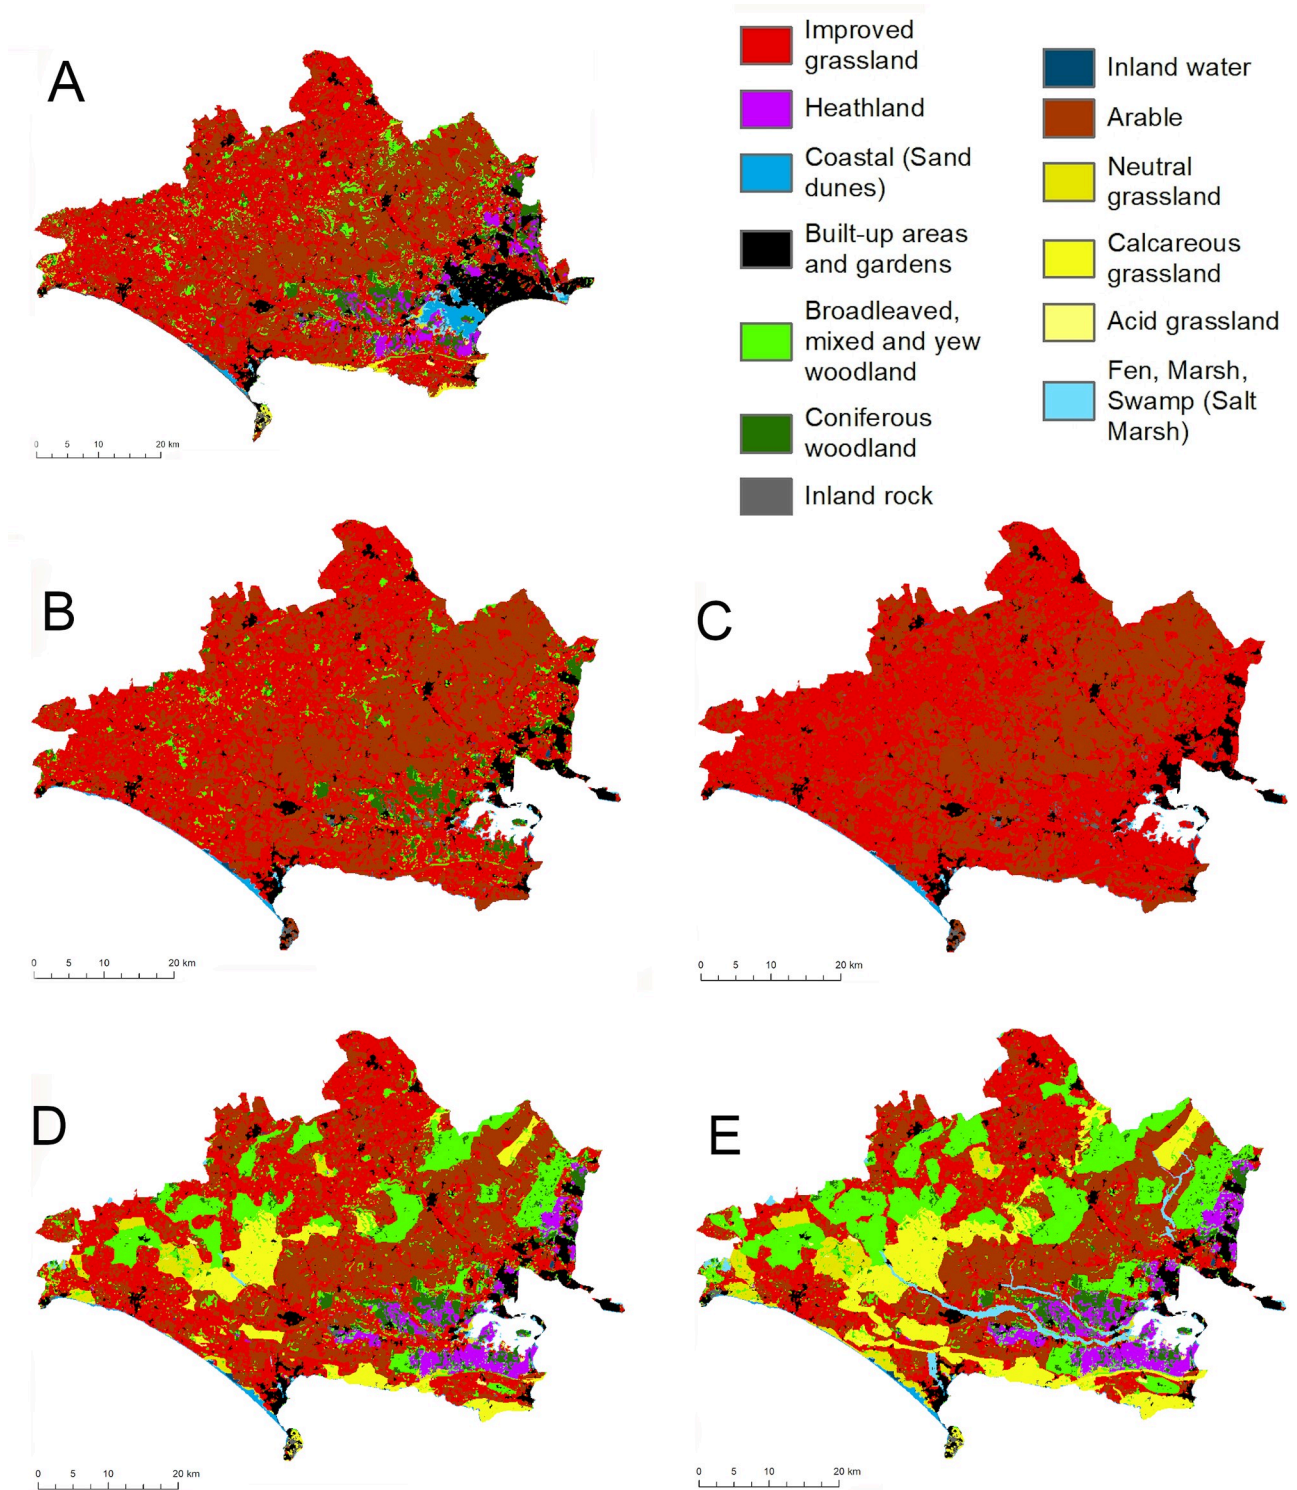 A
Improved
grassland
Heathland
Coastal (Sand
dunes)
Built-up areas
and gardens
Broadleaved,
mixed and yew
woodland
Coniferous
woodland
Inland rock
Inland water
Arable
Neutral
grassland
Calcareous
grassland
Acid grassland
Fen, Marsh,
Swamp (Salt
Marsh)
0 5 10 20 km
B
0 5 10 20 km
C
0 5 10 20 km
D
0 5 10 20 km
E
0 5 10 20 km